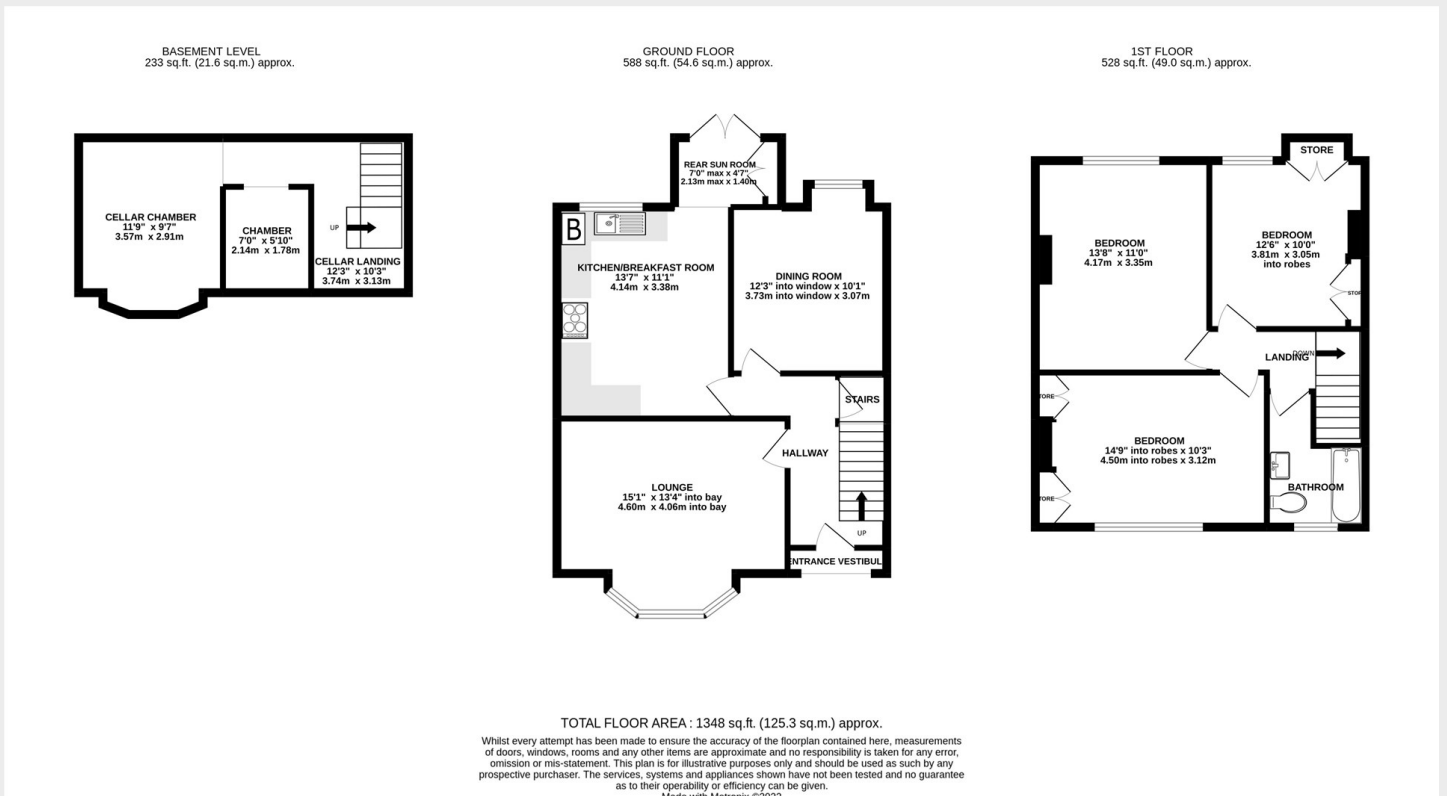 BASEMENT LEVEL
233 sq.ft. (21.6 sq.m.) approx.
GROUND FLOOR
588 sq.ft. (54.6 sq.m.) approx.
1ST FLOOR
528 sq.ft. (49.0 sq.m.) approx.
CELLAR CHAMBER
11'9" x 9'7"
3.57m x 2.91m
CHAMBER
7'0" x 5'10"
2.14m x 1.78m
UP
CELLAR LANDING
12'3" x 10'3"
3.74m x 3.13m
REAR SUN ROOM
7'0" max x 4'7"
2.13m max x 1.40m
B
KITCHEN/BREAKFAST ROOM
13'7" x 11'1"
4.14m x 3.38m
DINING ROOM
12'3" into window x 10'1"
3.73m into window x 3.07m
STAIRS
HALLWAY
LOUNGE
15'1" x 13'4" into bay
4.60m x 4.06m into bay
UP
ENTRANCE VESTIBUL
STORE
BEDROOM
13'8" x 11'0"
4.17m x 3.35m
BEDROOM
12'6" x 10'0"
3.81m x 3.05m
into robes
STOR
LANDING
DOWN
TORE
BEDROOM
14'9" into robes x 10'3"
4.50m into robes x 3.12m
TORE
BATHROOM
TOTAL FLOOR AREA : 1348 sq.ft. (125.3 sq.m.) approx.
Whilst every attempt has been made to ensure the accuracy of the floorplan contained here, measurements
of doors, windows, rooms and any other items are approximate and no responsibility is taken for any error,
omission or mis-statement. This plan is for illustrative purposes only and should be used as such by any
prospective purchaser. The services, systems and appliances shown have not been tested and no guarantee
as to their operability or efficiency can be given.
Made with Metropix ©2022